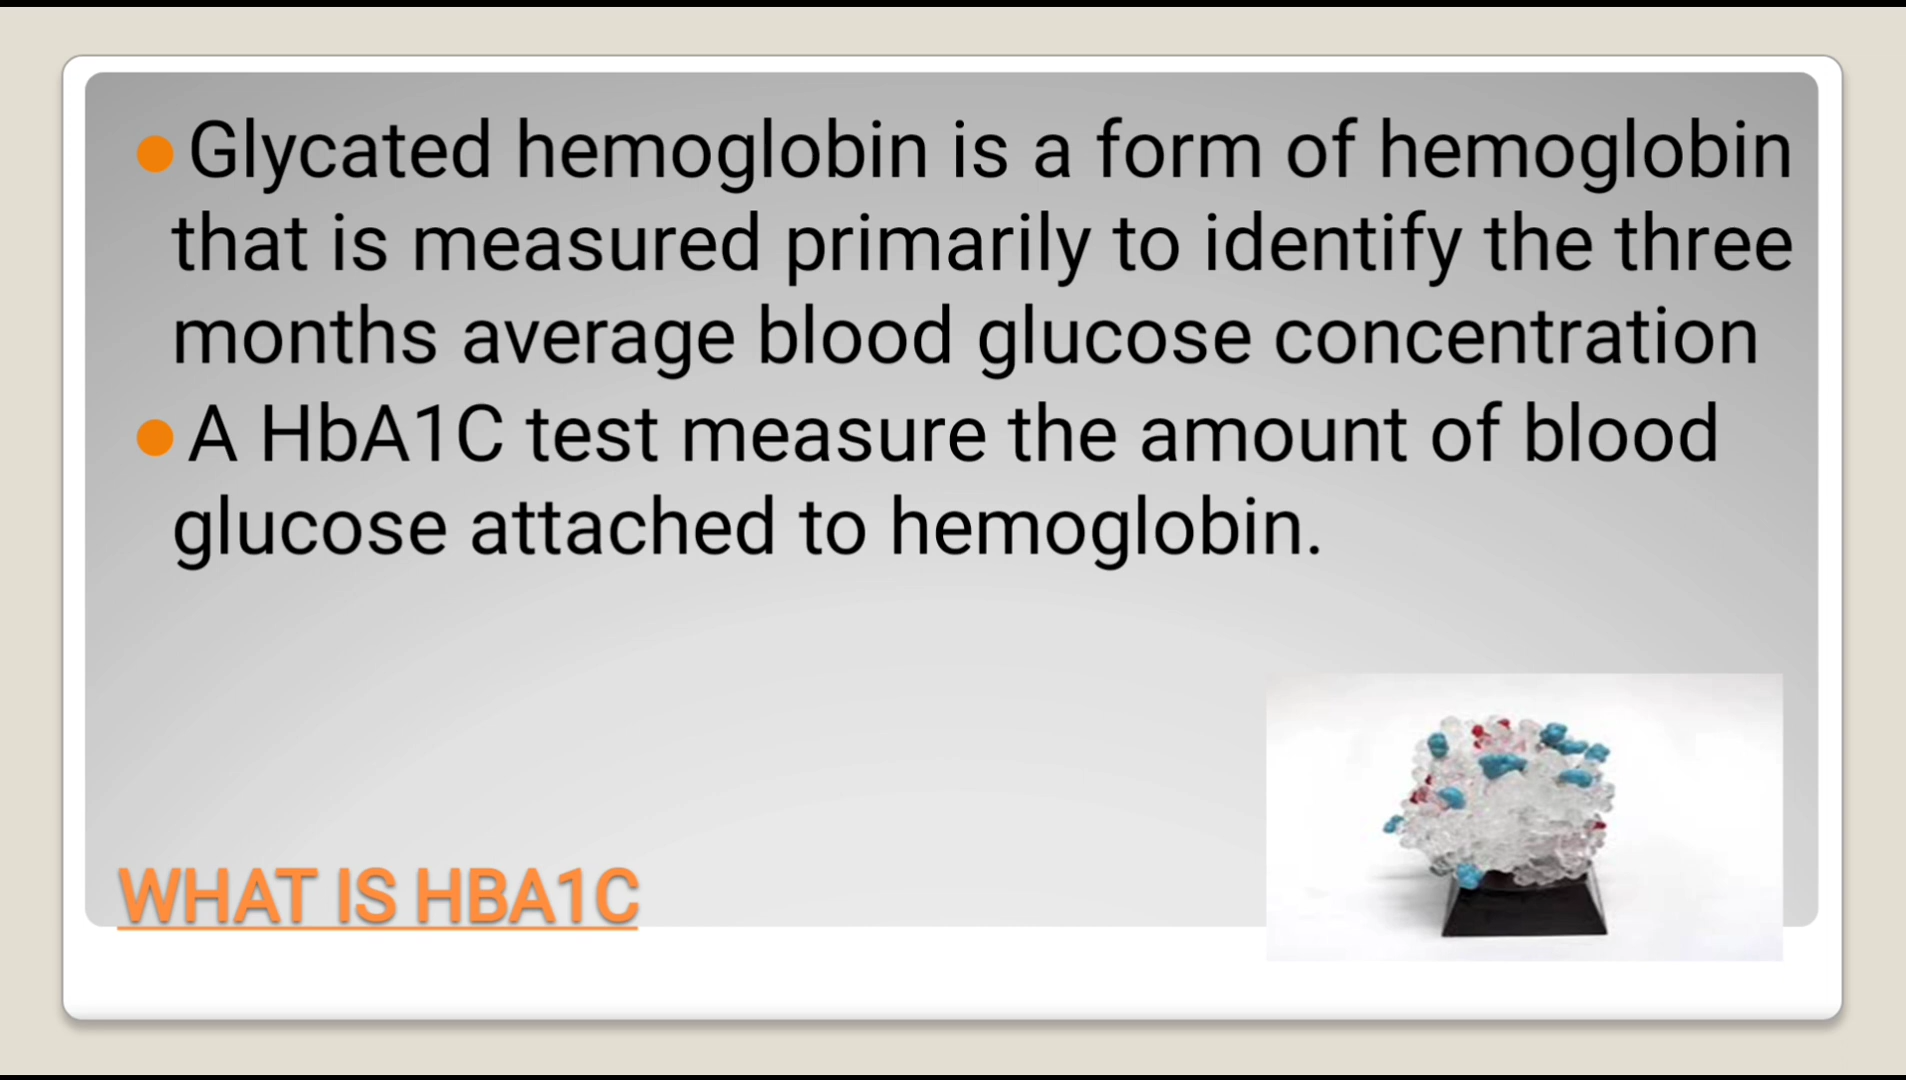 Glycated hemoglobin is a form of hemoglobin
that is measured primarily to identify the three
months average blood glucose concentration
A HbA1C test measure the amount of blood
glucose attached to hemoglobin.
WHAT IS HBA1C